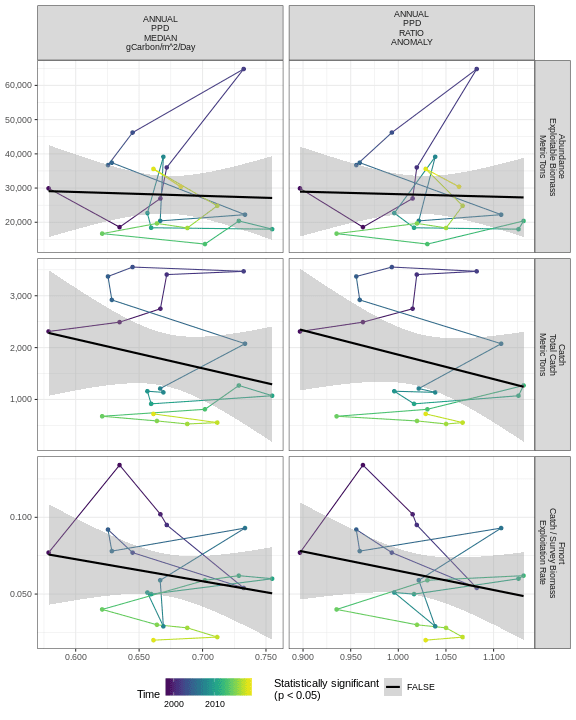 ANNUAL
PPD
MEDIAN
gCarbon/m^2/Day
ANNUAL
PPD
RATIO
ANOMALY
60,000
50,000
40,000
30,000
20,000
Abundance
Exploitable Biomass
Metric Tons
3,000
2,000
1,000
Catch
Total Catch
Metric Tons
0.100
0.050
Fmort
Catch / Survey Biomass
Exploitation Rate
0.600
0.650
0.700
0.750
0.900
0.950
1.000
1.050
1.100
Time
2000
2010
Statistically significant
(p < 0.05)
FALSE